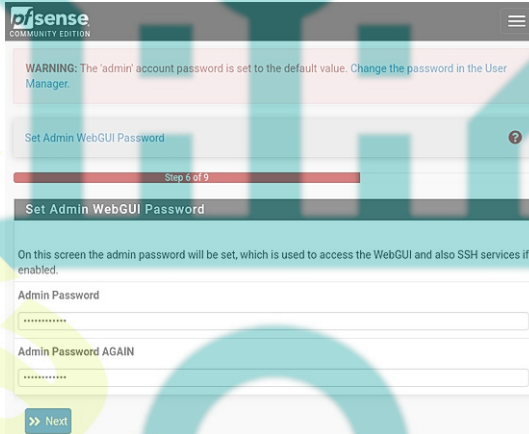 pfsense
COMMUNITY EDITION
WARNING: The 'admin' account password is set to the default value. Change the password in the User
Manager.
Set Admin WebGUI Password
Step 6 of 9
Set Admin WebGUI Password
On this screen the admin password will be set, which is used to access the WebGUI and also SSH services if
enabled.
Admin Password
••••••••••••
Admin Password AGAIN
••••••••••••
Next